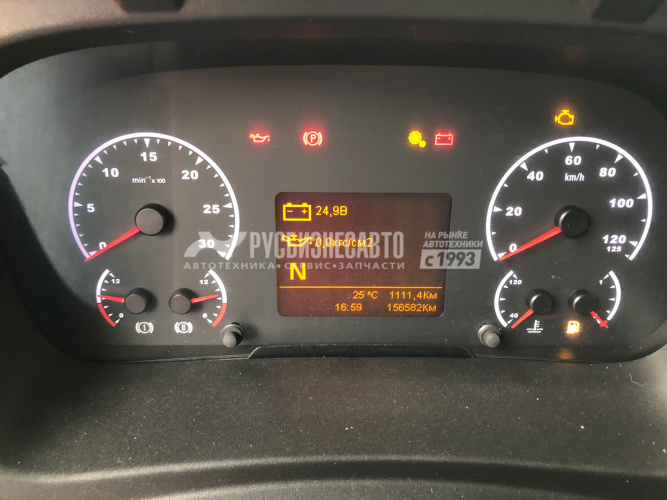 0 5 10 15 20 25 30
min⁻¹ x 100
0 20 40 60 80 100 120
125
km/h
24,9В
0,0кгс/см2
N
25 °C 1111,4Км
16:59 156582Км
12 0
12 0
120 40
1
P
РУСБИЗНЕСАВТО
АВТОТЕХНИКА • СЕРВИС • ЗАПЧАСТИ
НА РЫНКЕ
АВТОТЕХНИКИ
с 1993